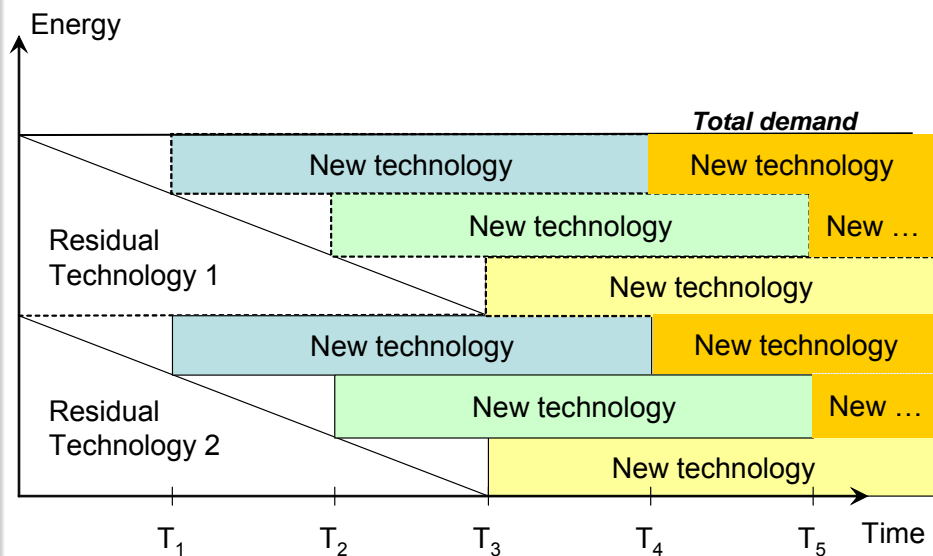 Energy
Total demand
New technology
New technology
New technology
New …
Residual
Technology 1
New technology
New technology
New technology
New technology
New …
Residual
Technology 2
New technology
T1
T2
T3
T4
T5
Time